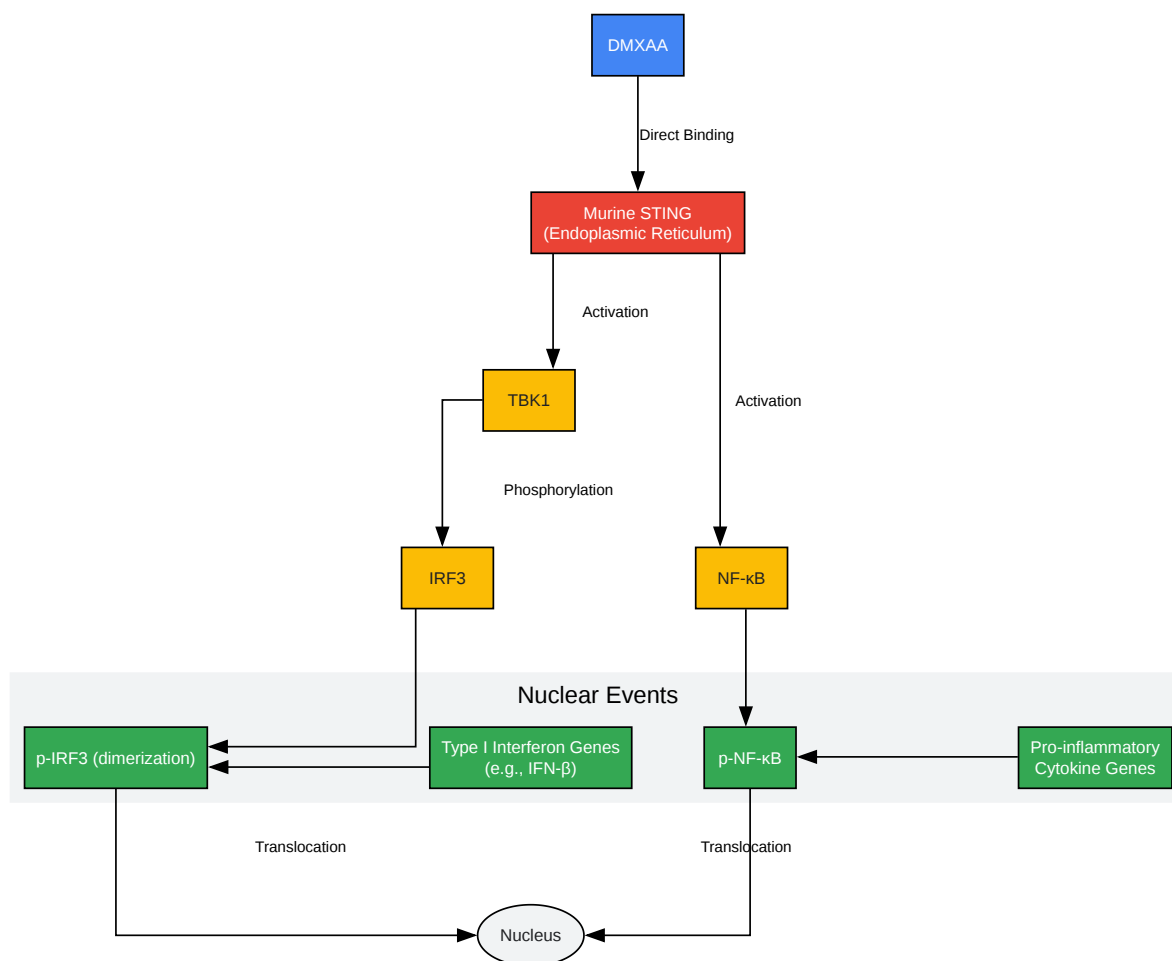 DMXAA
Direct Binding
Murine STING
(Endoplasmic Reticulum)
Activation
TBK1
Activation
Phosphorylation
IRF3
NF-κB
Nuclear Events
p-IRF3 (dimerization)
Type I Interferon Genes
(e.g., IFN-β)
p-NF-κB
Pro-inflammatory
Cytokine Genes
Translocation
Translocation
Nucleus